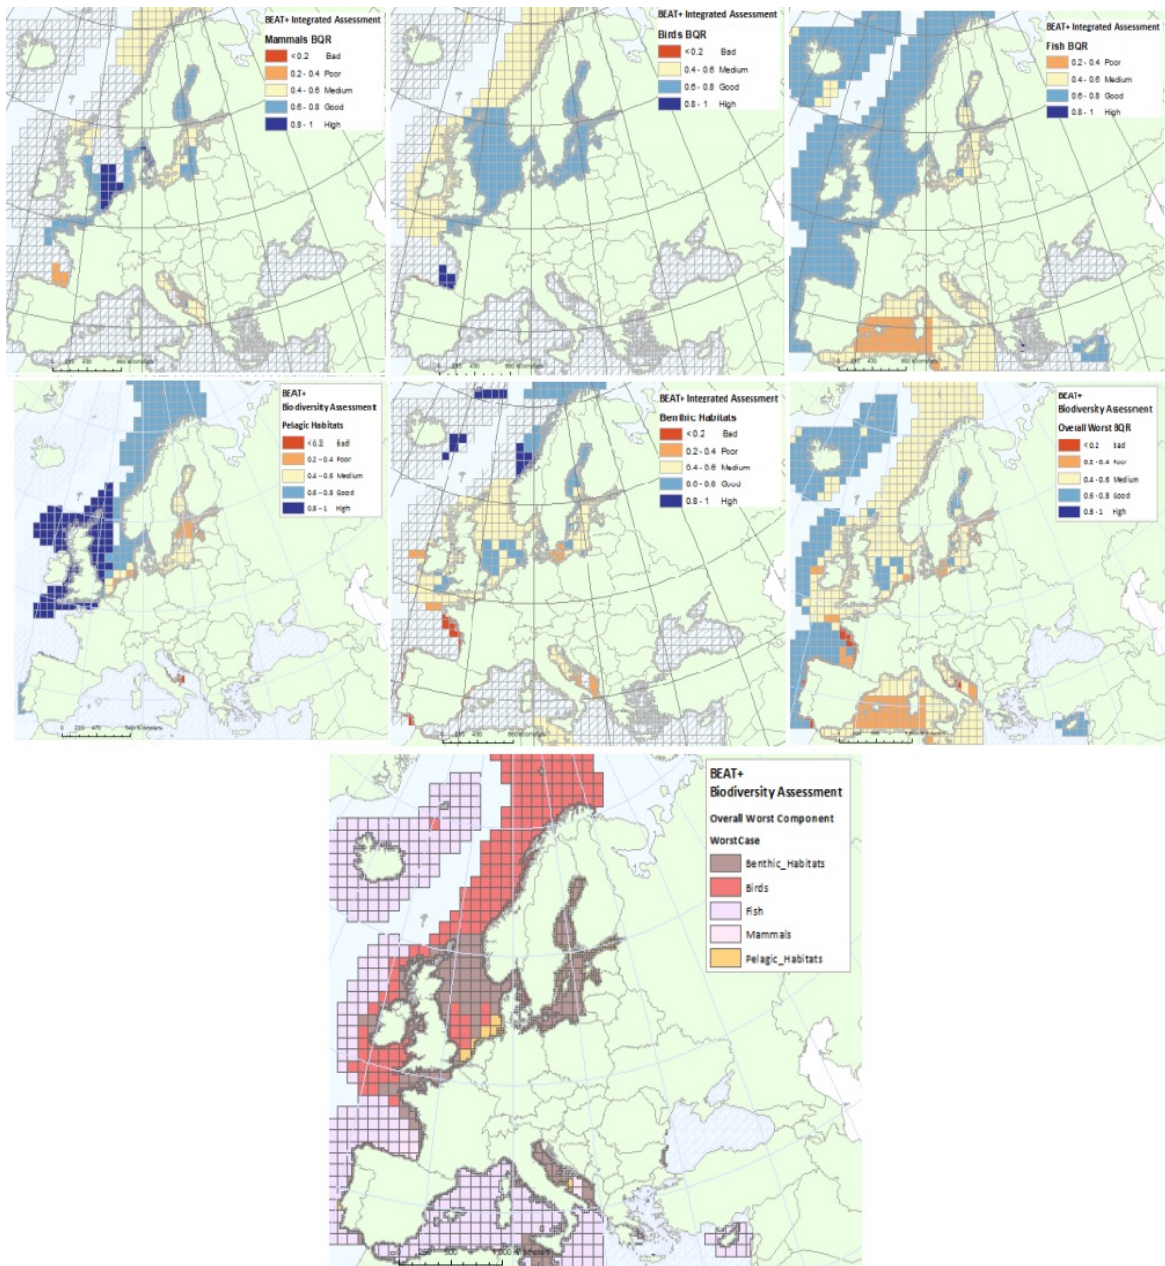 BEAT+ Integrated Assessment
Mammals BQR
<0.2 Bad
0.2 - 0.4 Poor
0.4 - 0.6 Medium
0.6 - 0.8 Good
0.8 - 1 High
BEAT+ Integrated Assessment
Birds BQR
<0.2 Bad
0.4 - 0.6 Medium
0.6 - 0.8 Good
0.8 - 1 High
BEAT+ Integrated Assessment
Fish BQR
0.2 - 0.4 Poor
0.4 - 0.6 Medium
0.6 - 0.8 Good
0.8 - 1 High
BEAT+
Biodiversity Assessment
Pelagic Habitats
<0.2 Bad
0.2 - 0.4 Poor
0.4 - 0.6 Medium
0.6 - 0.8 Good
0.8 - 1 High
BEAT+ Integrated Assessment
Benthic Habitats
<0.2 Bad
0.2 - 0.4 Poor
0.4 - 0.6 Medium
0.8 Good
0.8 - 1 High
BEAT+
Biodiversity Assessment
Overall Worst BQR
<0.2 Bad
0.2 - 0.4 Poor
0.4 - 0.6 Medium
0.6 - 0.8 Good
0.8 - 1 High
BEAT+
Biodiversity Assessment
Overall Worst Component
WorstCase
Benthic_Habitats
Birds
Fish
Mammals
Pelagic_Habitats
0 250 500 1,000 Kilometers